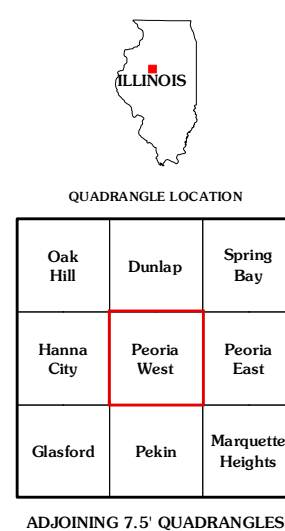 ILLINOIS
QUADRANGLE LOCATION
Oak
Hill
Dunlap
Spring
Bay
Hanna
City
Peoria
West
Peoria
East
Glasford
Pekin
Marquette
Heights
ADJOINING 7.5' QUADRANGLES